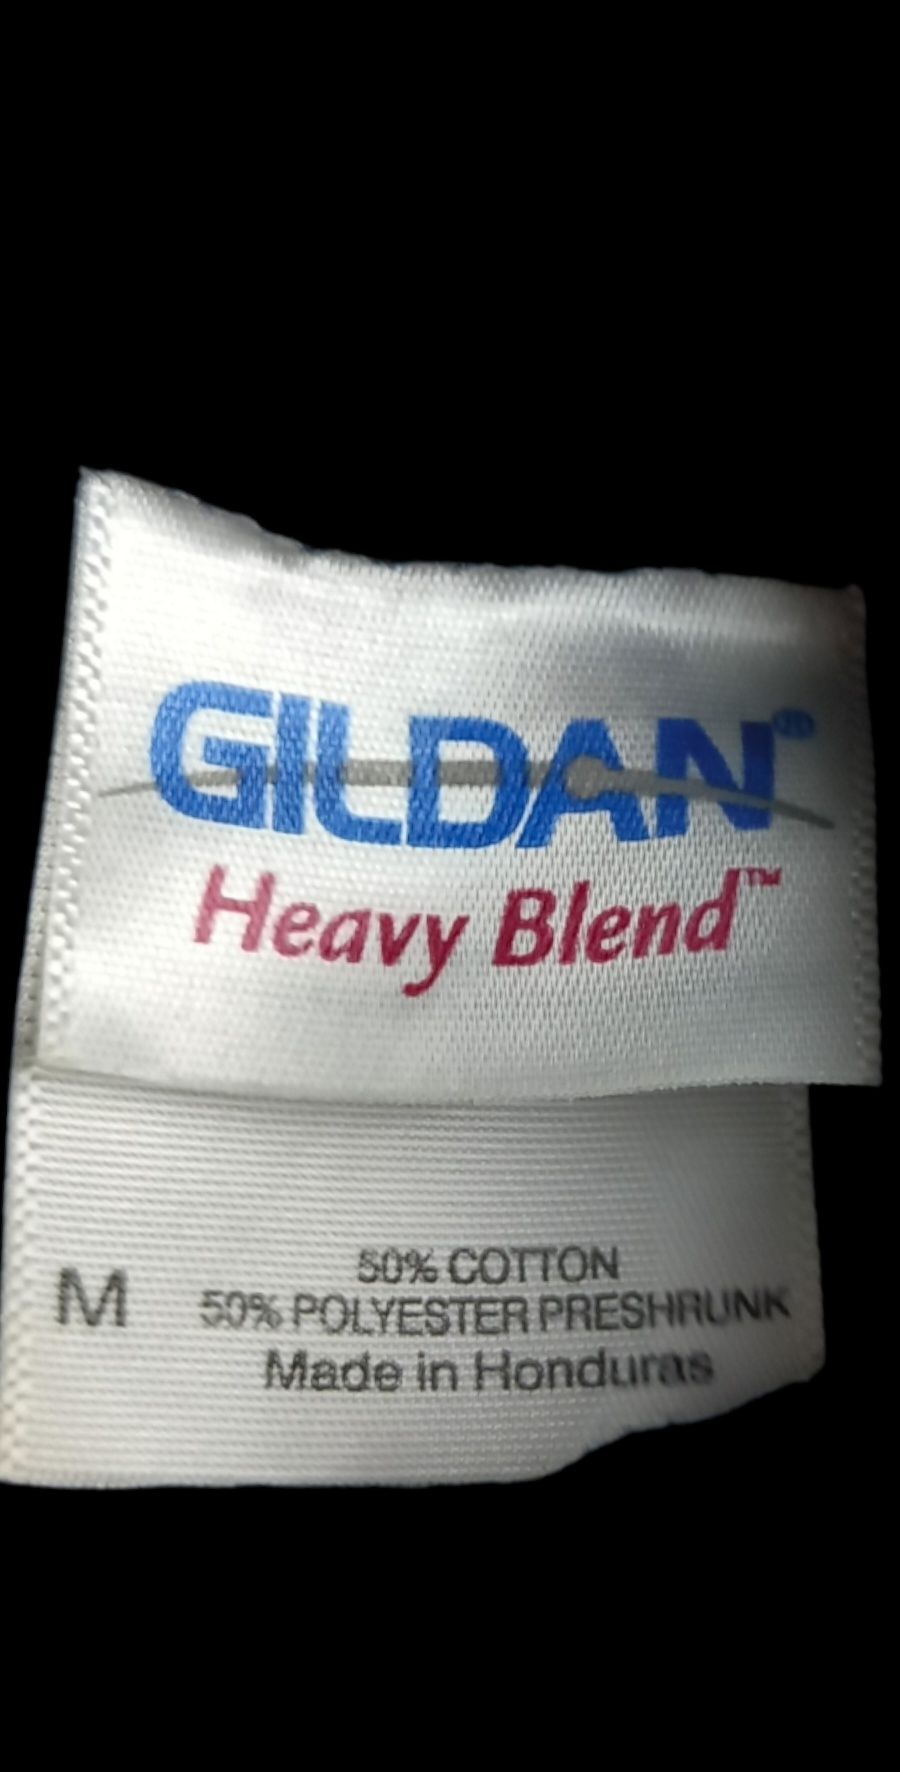 GILDAN®
Heavy Blend™
M
50% COTTON
50% POLYESTER PRESHRUNK
Made in Honduras